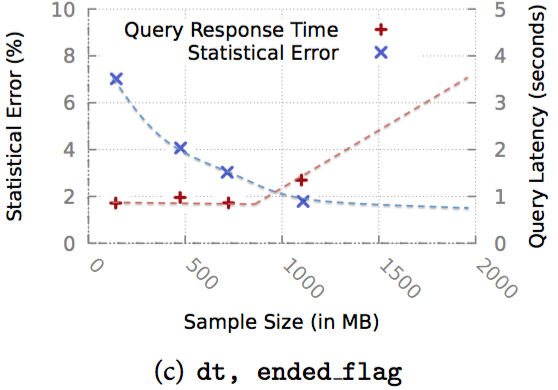 10
8
6
4
2
0
Statistical Error (%)
Query Response Time
Statistical Error
5
4
3
2
1
0
Query Latency (seconds)
0
500
1000
1500
2000
Sample Size (in MB)
(c) dt, ended_flag